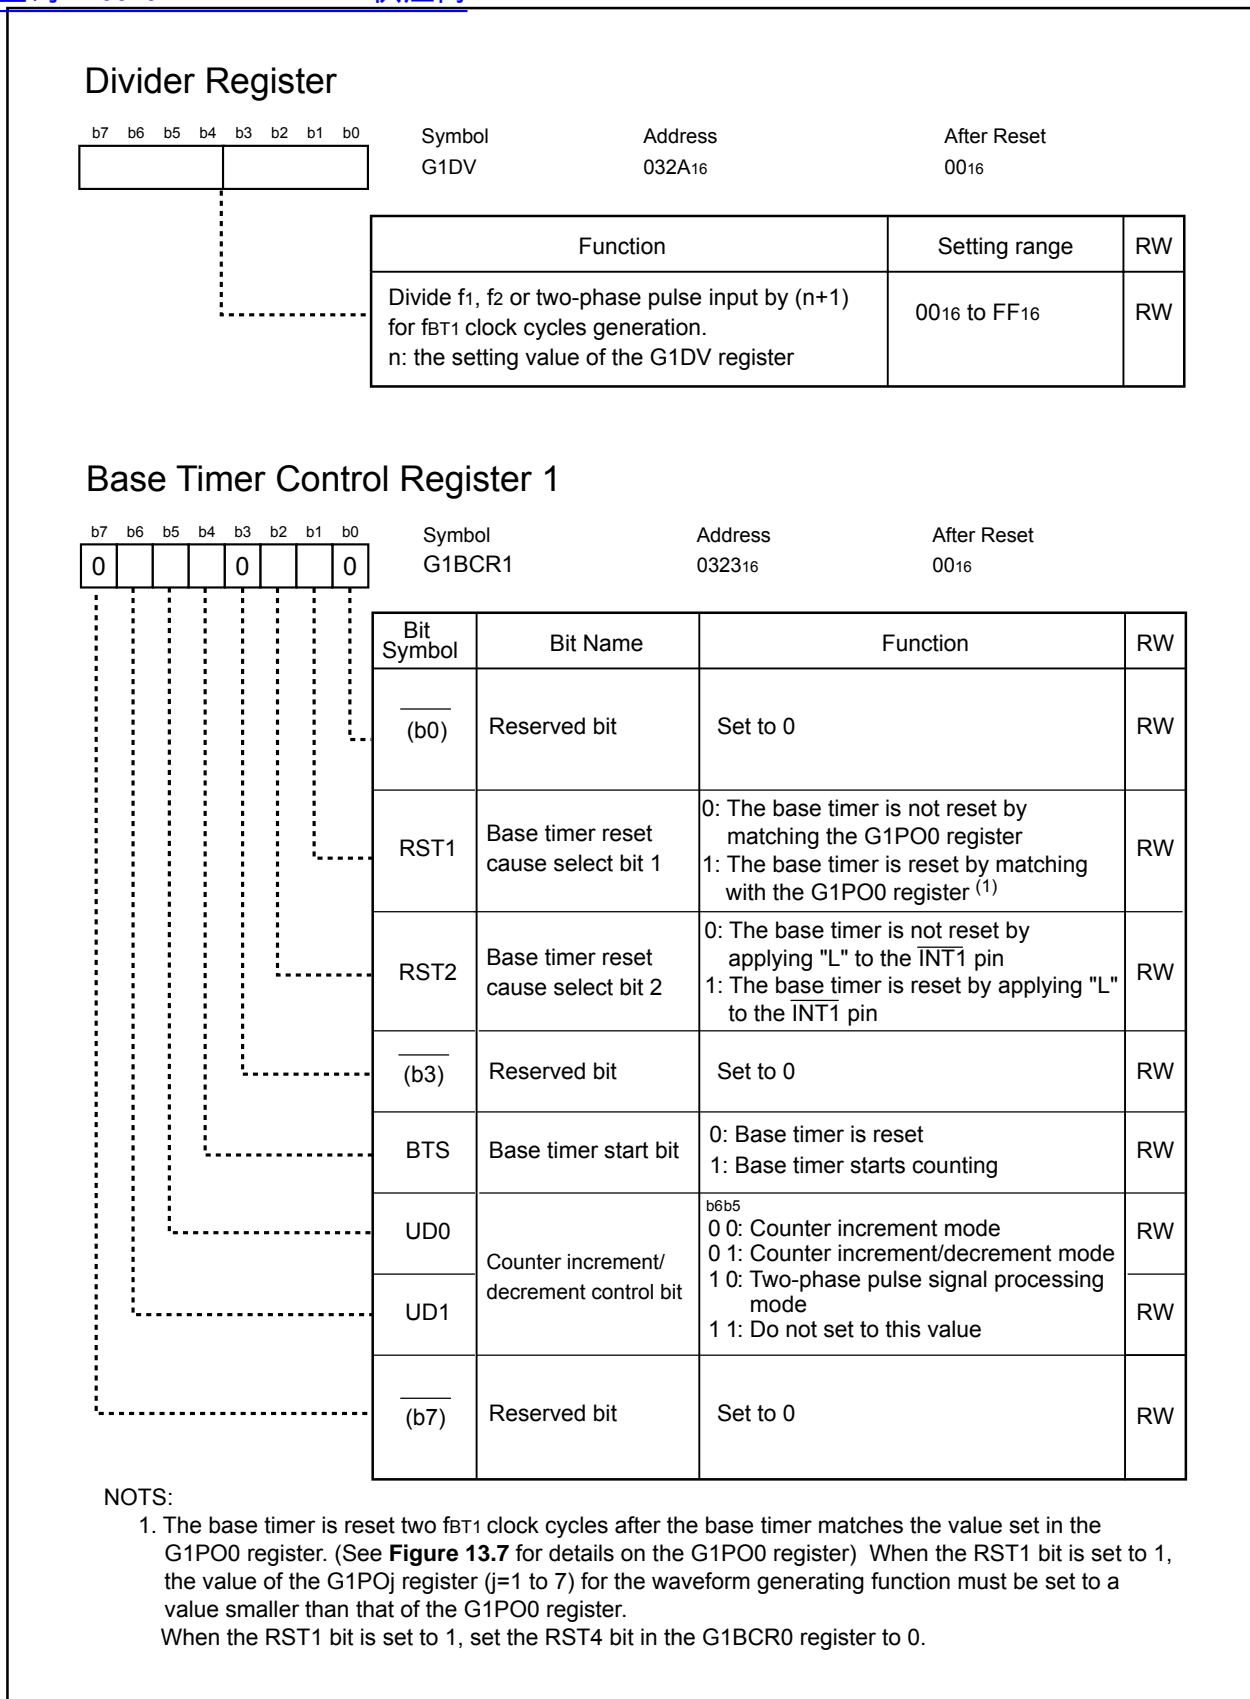 Divider Register
b7 b6 b5 b4 b3 b2 b1 b0
Symbol Address After Reset
G1DV 032A16 0016
Function Setting range RW
Divide f1, f2 or two-phase pulse input by (n+1)
for fBT1 clock cycles generation.
n: the setting value of the G1DV register
0016 to FF16 RW
Base Timer Control Register 1
b7 b6 b5 b4 b3 b2 b1 b0
Symbol Address After Reset
0 0 0
G1BCR1 032316 0016
Bit
Symbol
Bit Name Function RW
(b0) Reserved bit Set to 0 RW
RST1
Base timer reset
cause select bit 1
0: The base timer is not reset by
matching the G1PO0 register
1: The base timer is reset by matching
with the G1PO0 register (1)
RW
RST2
Base timer reset
cause select bit 2
0: The base timer is not reset by
applying "L" to the INT1 pin
1: The base timer is reset by applying "L"
to the INT1 pin
RW
(b3) Reserved bit Set to 0 RW
BTS Base timer start bit
0: Base timer is reset
1: Base timer starts counting
RW
UD0
UD1
Counter increment/
decrement control bit
b6b5
0 0: Counter increment mode
0 1: Counter increment/decrement mode
1 0: Two-phase pulse signal processing
mode
1 1: Do not set to this value
RW
RW
(b7) Reserved bit Set to 0 RW
NOTS:
1. The base timer is reset two fBT1 clock cycles after the base timer matches the value set in the
G1PO0 register. (See Figure 13.7 for details on the G1PO0 register) When the RST1 bit is set to 1,
the value of the G1POj register (j=1 to 7) for the waveform generating function must be set to a
value smaller than that of the G1PO0 register.
When the RST1 bit is set to 1, set the RST4 bit in the G1BCR0 register to 0.